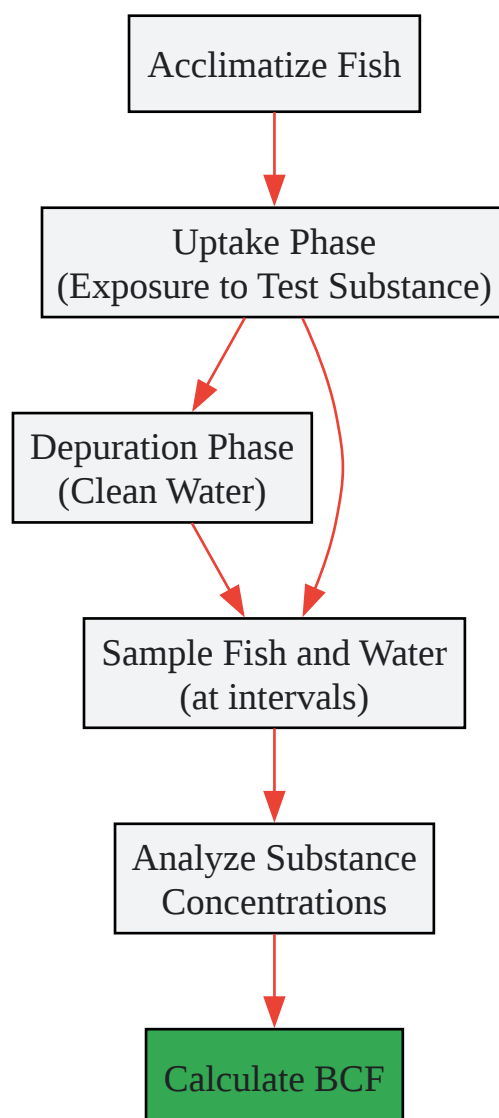 Acclimatize Fish
Uptake Phase
(Exposure to Test Substance)
Depuration Phase
(Clean Water)
Sample Fish and Water
(at intervals)
Analyze Substance
Concentrations
Calculate BCF